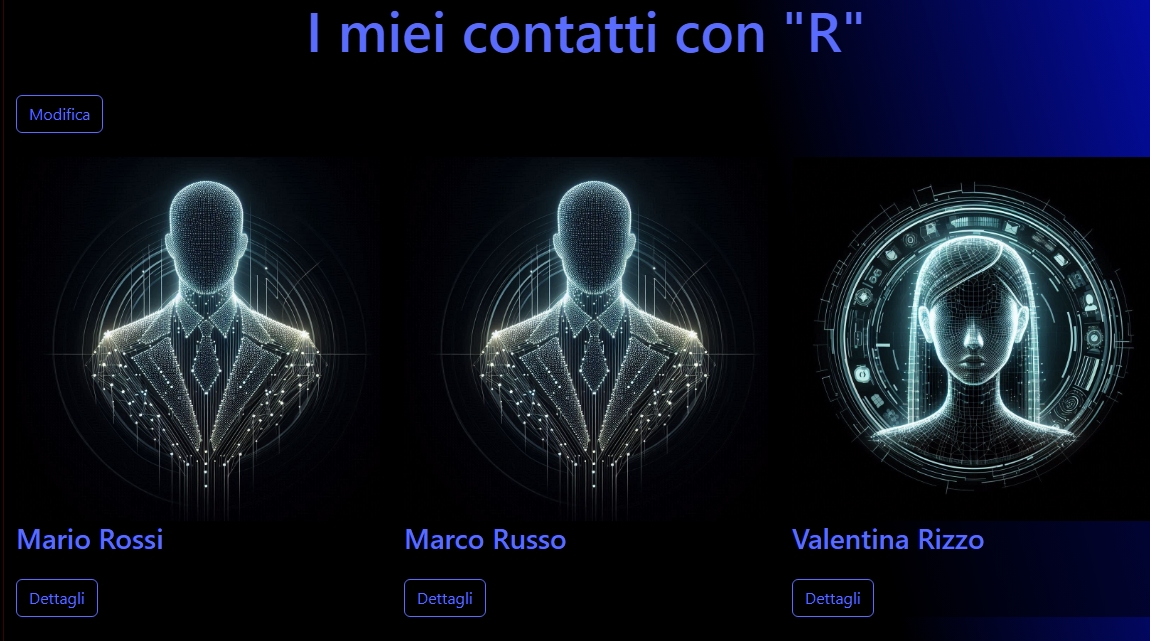 I miei contatti con "R"
Modifica
Mario Rossi
Marco Russo
Valentina Rizzo
Dettagli
Dettagli
Dettagli